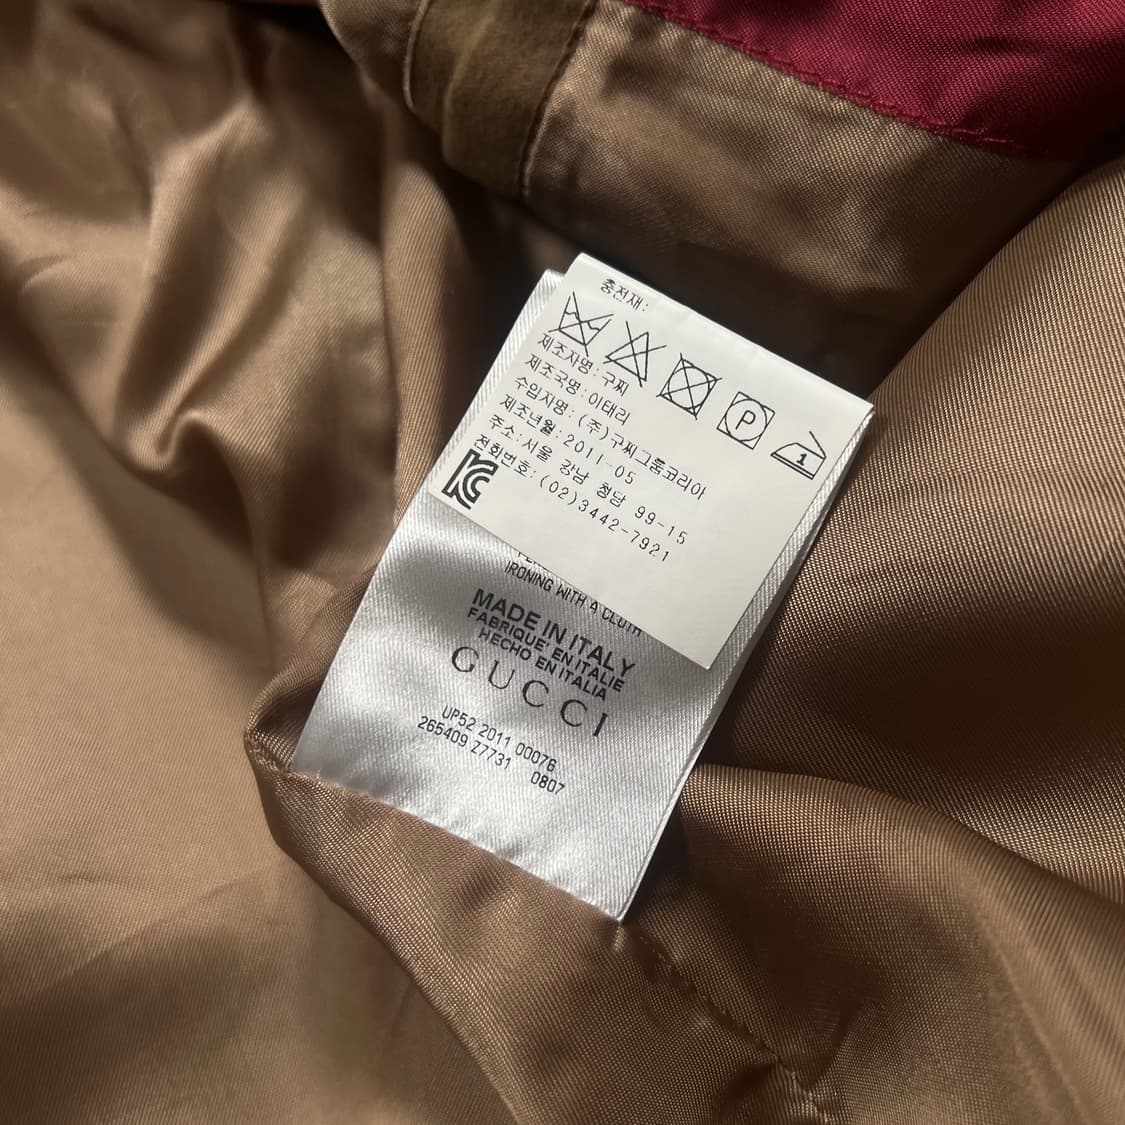 충전재:
P
1
제조자명:구찌
제조국명:이태리
수입자명:(주)구찌그룹코리아
제조년월:2011-05
주소:서울 강남 청담 99-15
전화번호:(02)3442-7921
IRONING WITH A CLOTH
MADE IN ITALY
FABRIQUE' EN ITALIE
HECHO EN ITALIA
GUCCI
UP52 2011 00076
265409 Z7731 0807